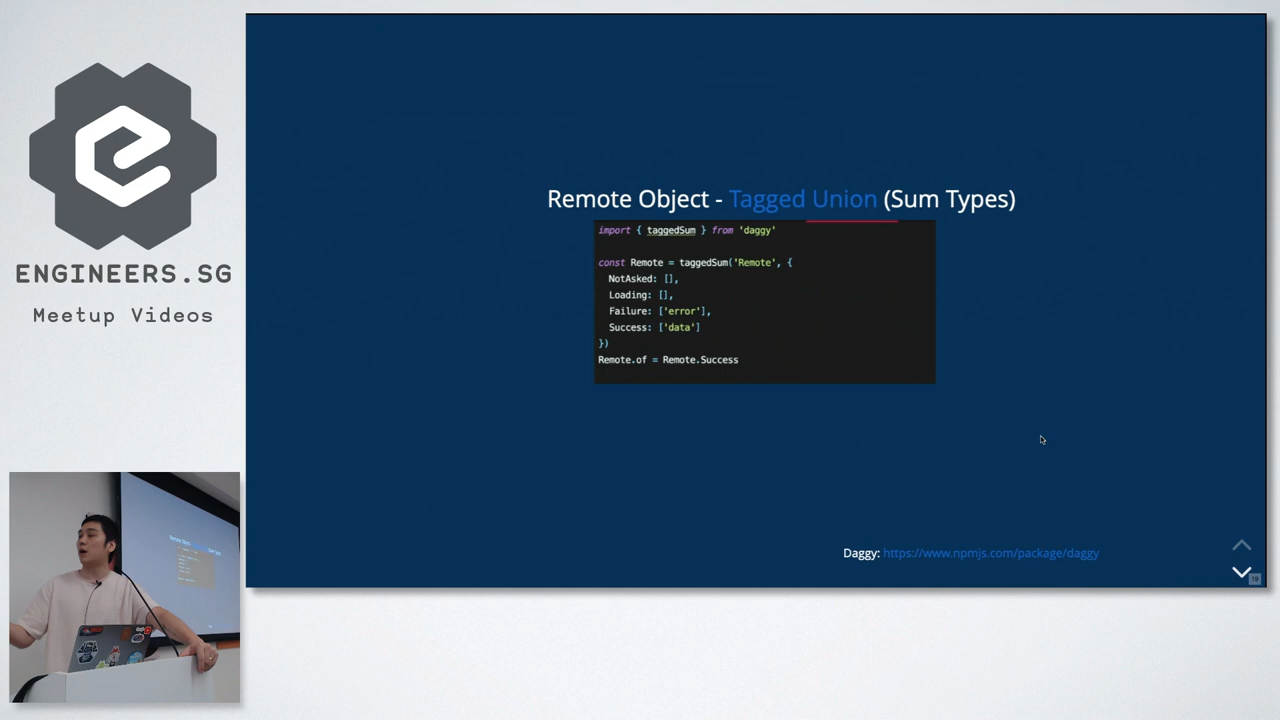 ENGINEERS.SG
Meetup Videos
Remote Object - Tagged Union (Sum Types)
import { taggedSum } from 'daggy'
const Remote = taggedSum('Remote', {
NotAsked: [],
Loading: [],
Failure: ['error'],
Success: ['data']
})
Remote.of = Remote.Success
Daggy: https://www.npmjs.com/package/daggy
19